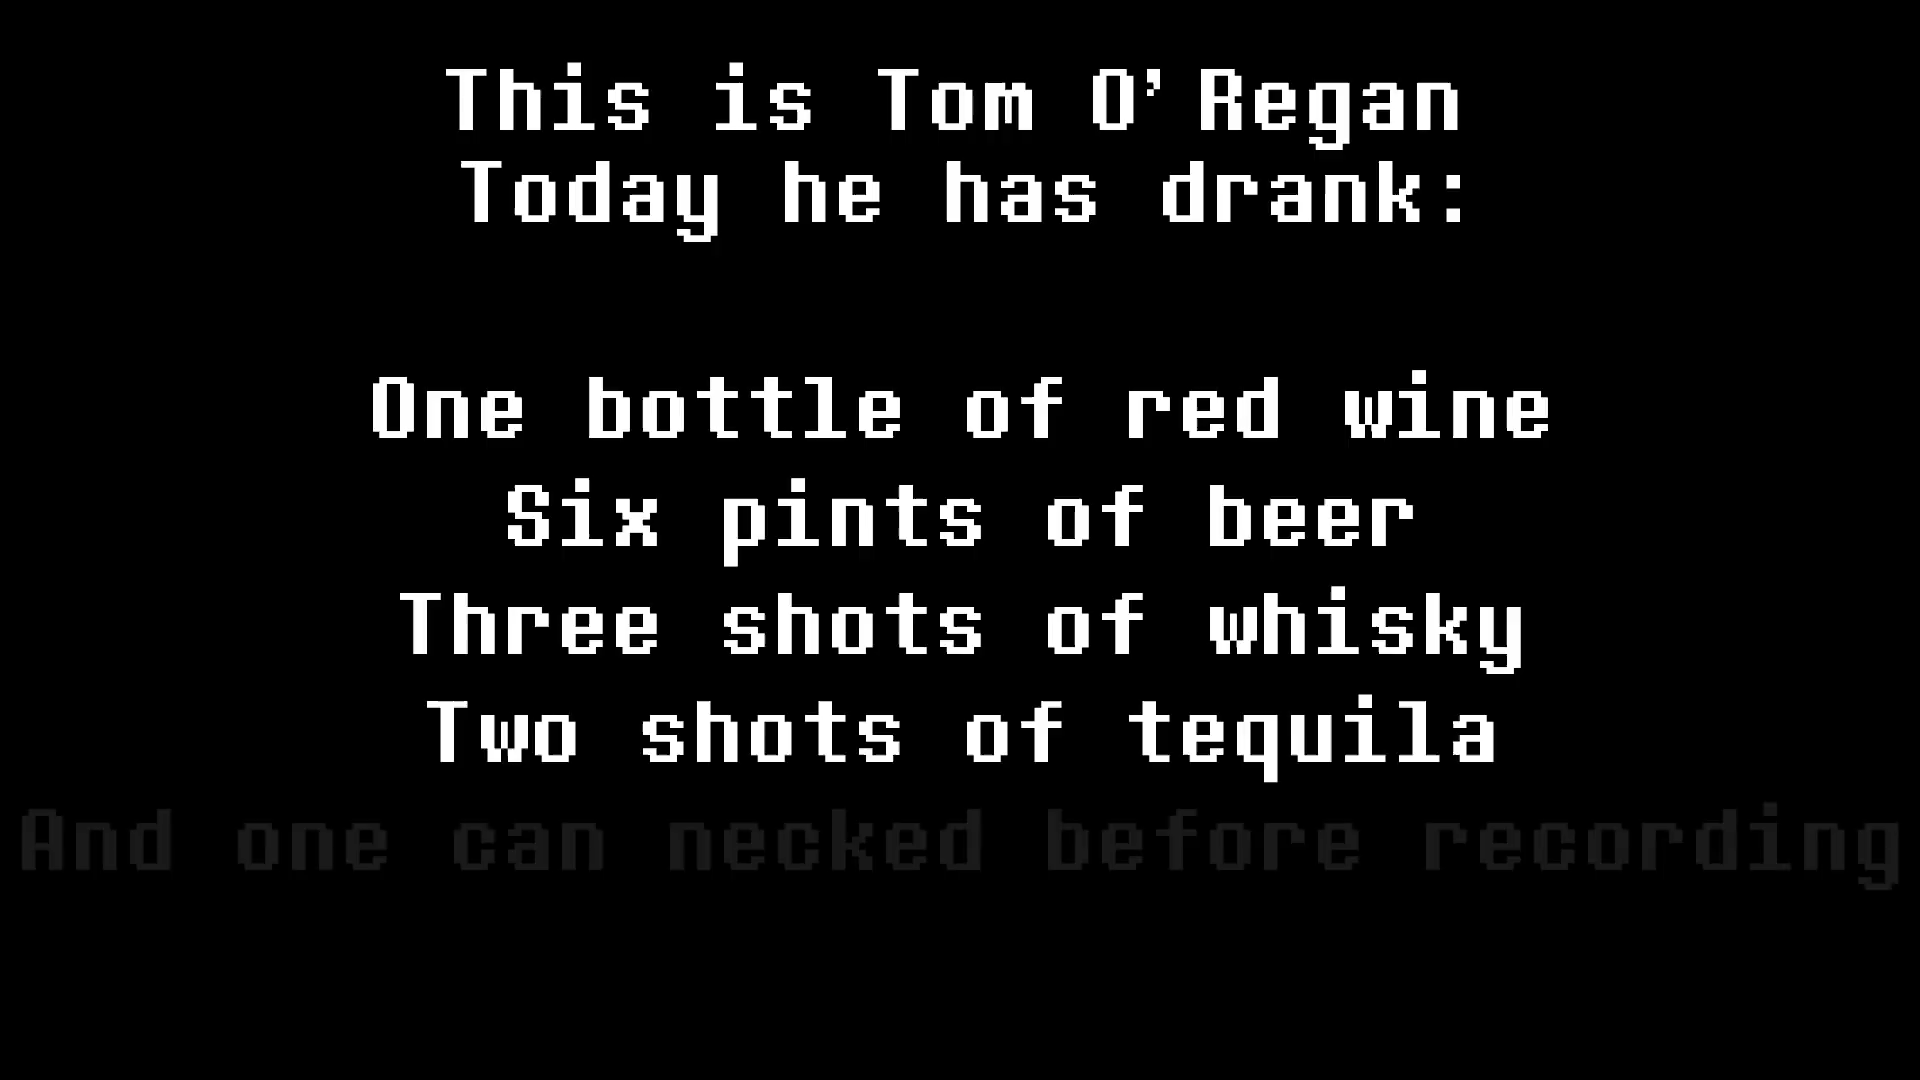 This is Tom O'Regan
Today he has drank:
One bottle of red wine
Six pints of beer
Three shots of whisky
Two shots of tequila
And one can necked before recording